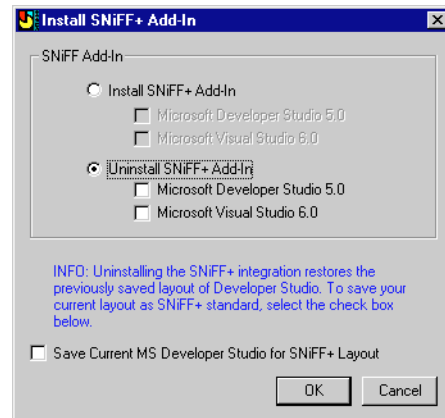 Install SNiFF+ Add-In
SNiFF Add-In
Install SNiFF+ Add-In
Microsoft Developer Studio 5.0
Microsoft Visual Studio 6.0
Uninstall SNiFF+ Add-In
Microsoft Developer Studio 5.0
Microsoft Visual Studio 6.0
INFO: Uninstalling the SNiFF+ integration restores the
previously saved layout of Developer Studio. To save your
current layout as SNiFF+ standard, select the check box
below.
Save Current MS Developer Studio for SNiFF+ Layout
OK Cancel